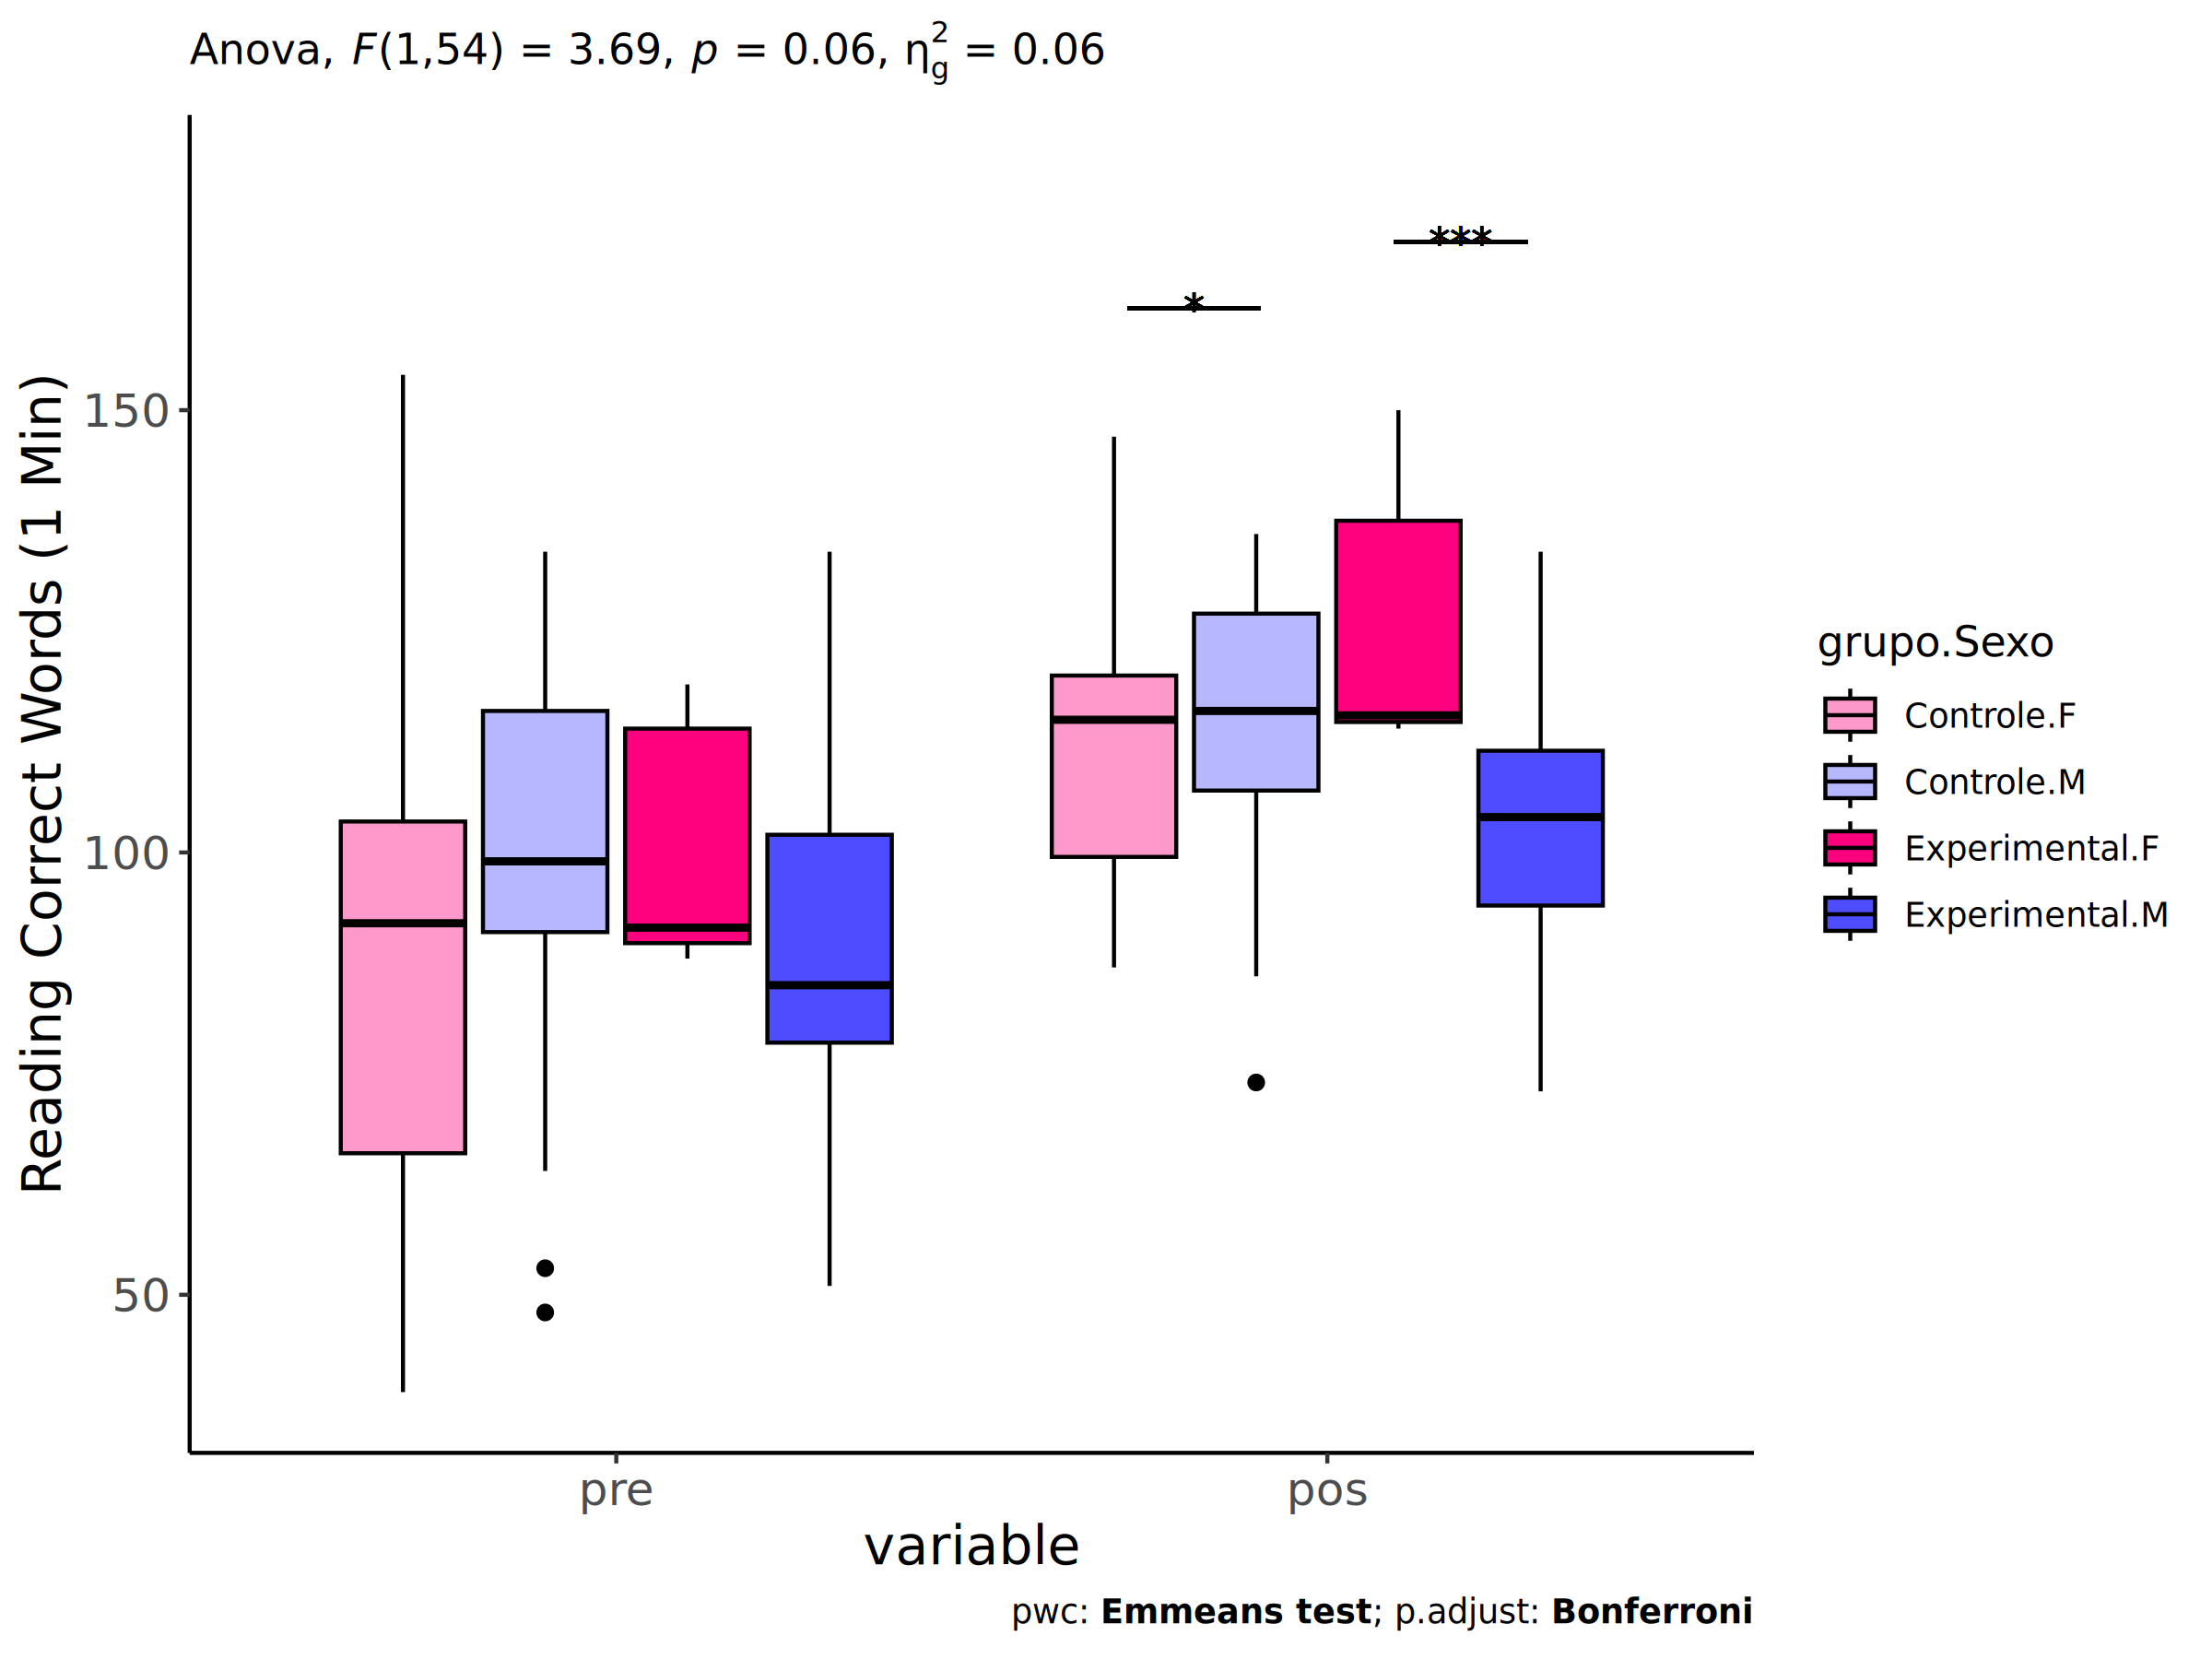 Anova, F(1,54) = 3.69, p = 0.06, η²g = 0.06
***
*
Reading Correct Words (1 Min)
150
100
50
pre
pos
variable
grupo.Sexo
Controle.F
Controle.M
Experimental.F
Experimental.M
pwc: Emmeans test; p.adjust: Bonferroni